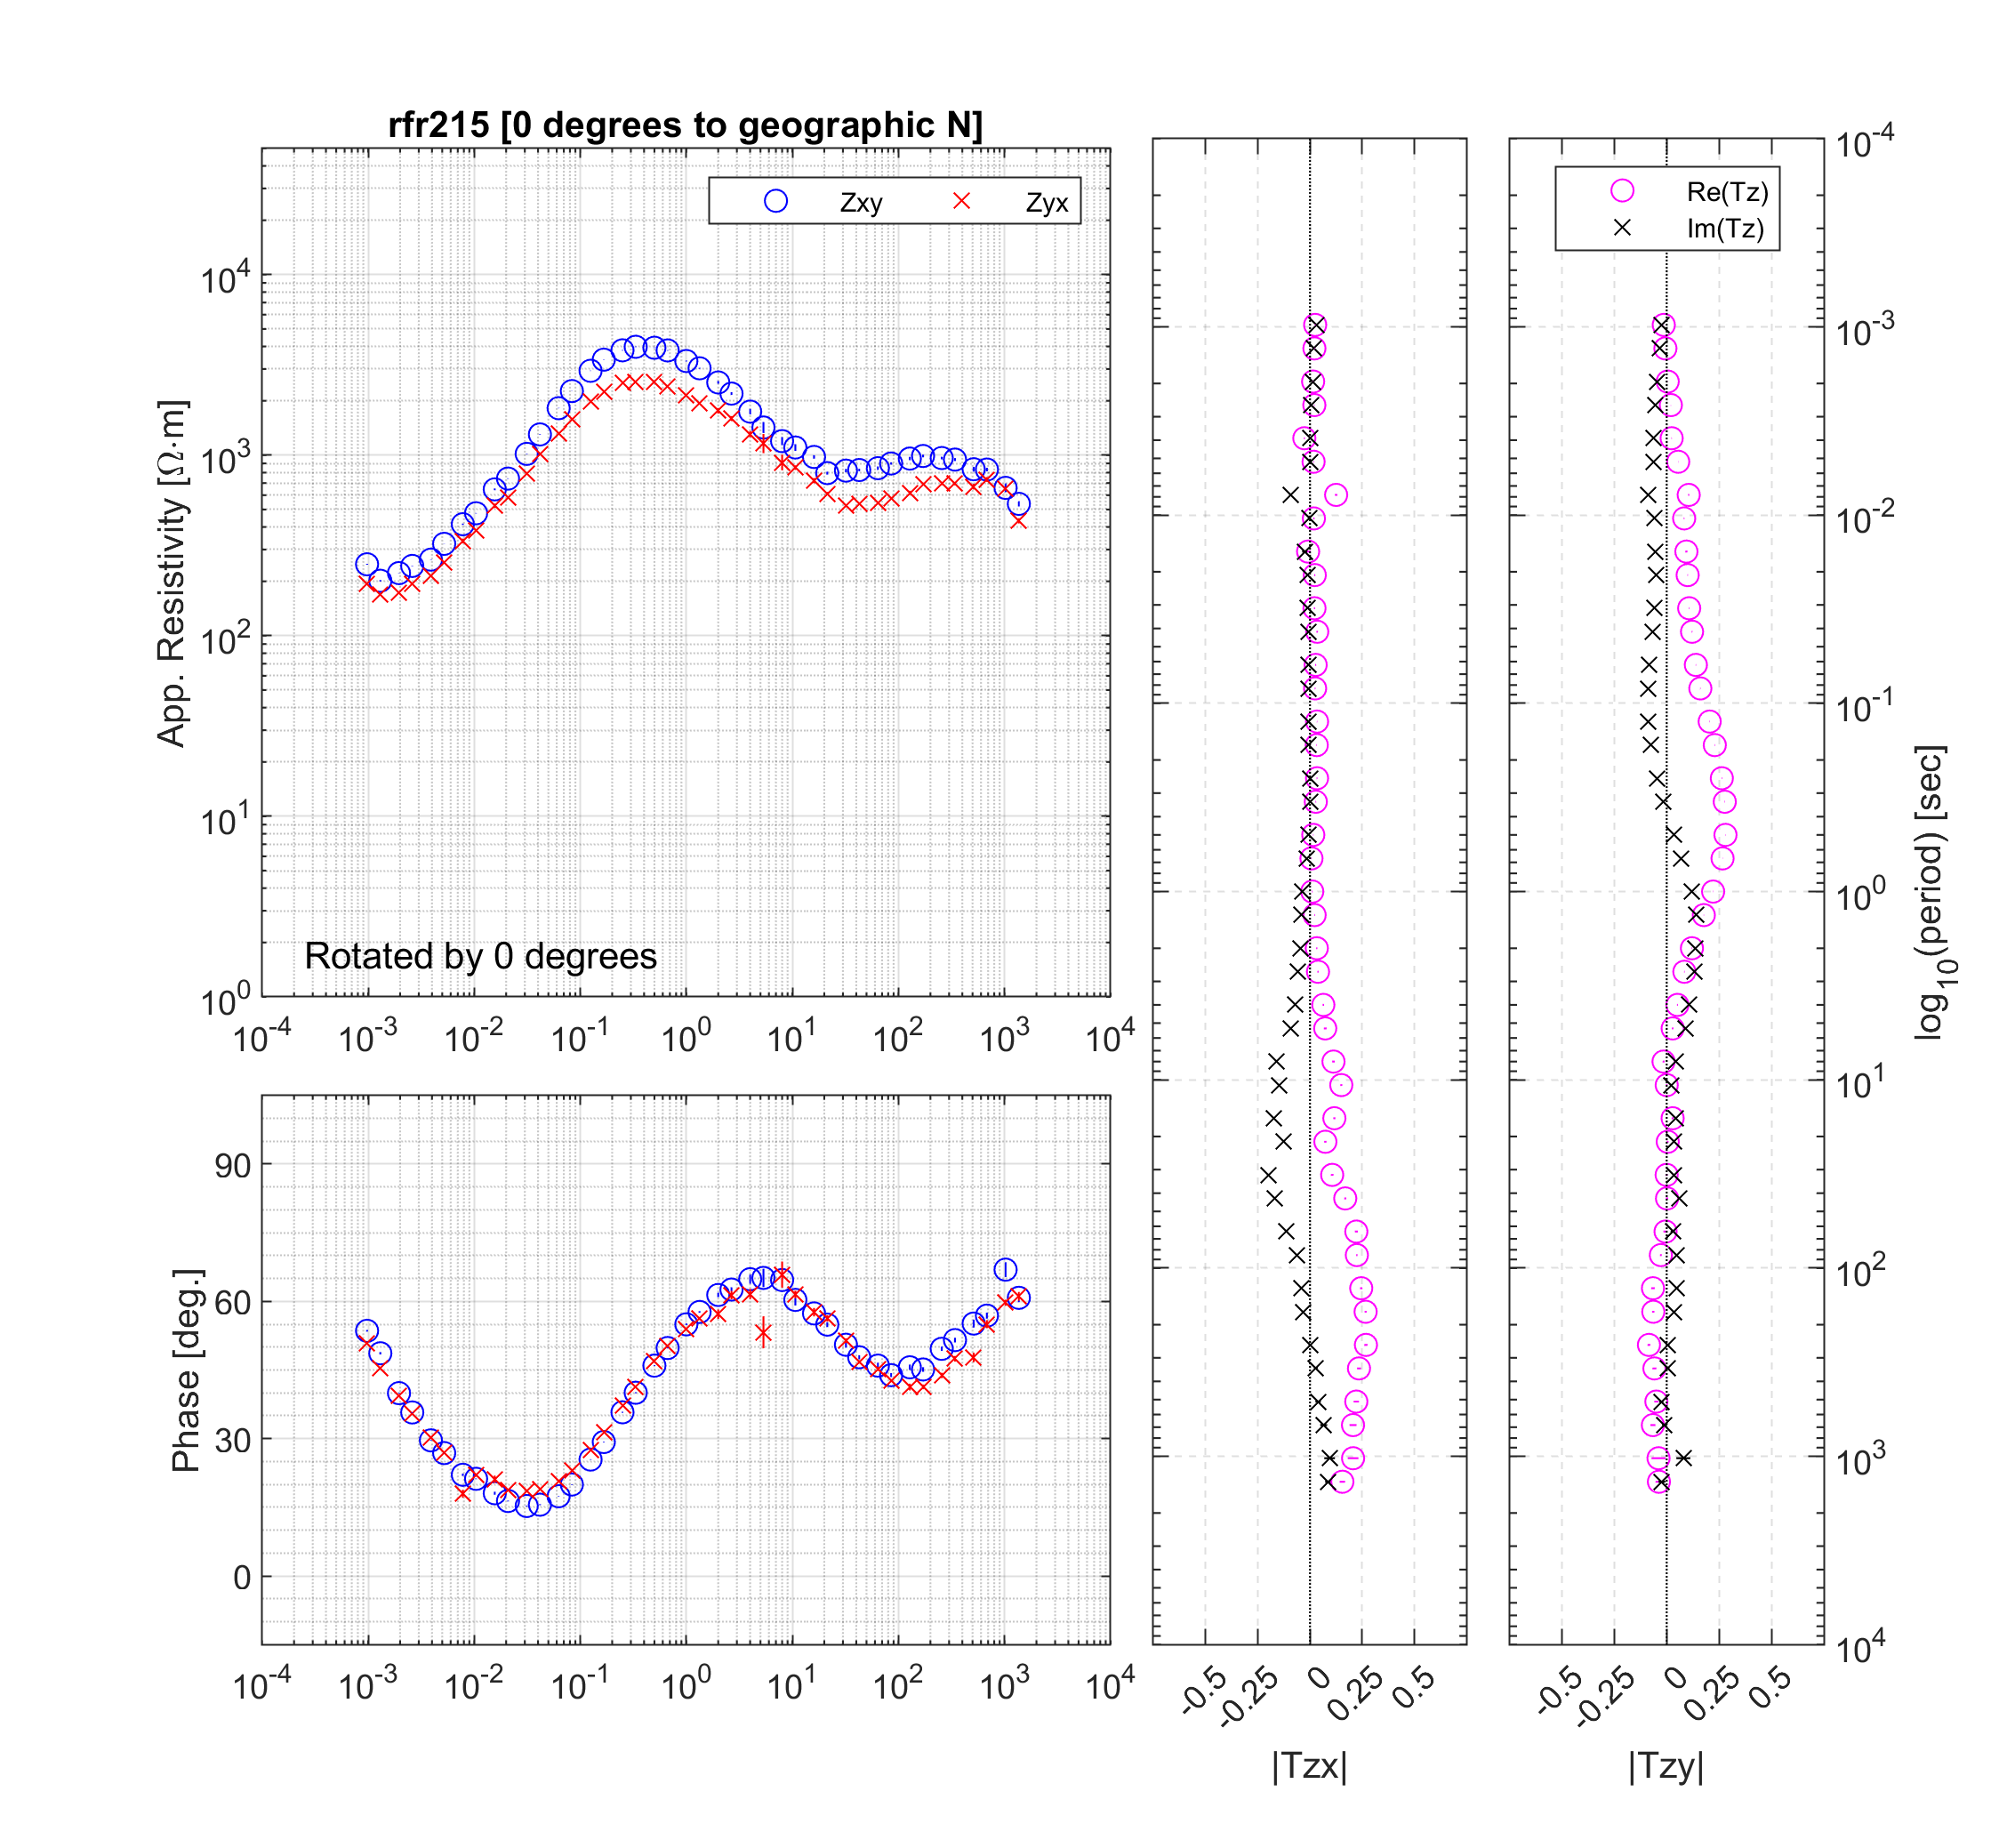 rfr215 [0 degrees to geographic N]
Zxy Zyx
App. Resistivity [Ω·m]
10^4
10^3
10^2
10^1
10^0
Rotated by 0 degrees
10^-4 10^-3 10^-2 10^-1 10^0 10^1 10^2 10^3 10^4
Phase [deg.]
90
60
30
0
10^-4 10^-3 10^-2 10^-1 10^0 10^1 10^2 10^3 10^4
-0.5 -0.25 0 0.25 0.5
|Tzx|
Re(Tz)
Im(Tz)
-0.5 -0.25 0 0.25 0.5
|Tzy|
10^-4
10^-3
10^-2
10^-1
10^0
10^1
10^2
10^3
10^4
log_10(period) [sec]